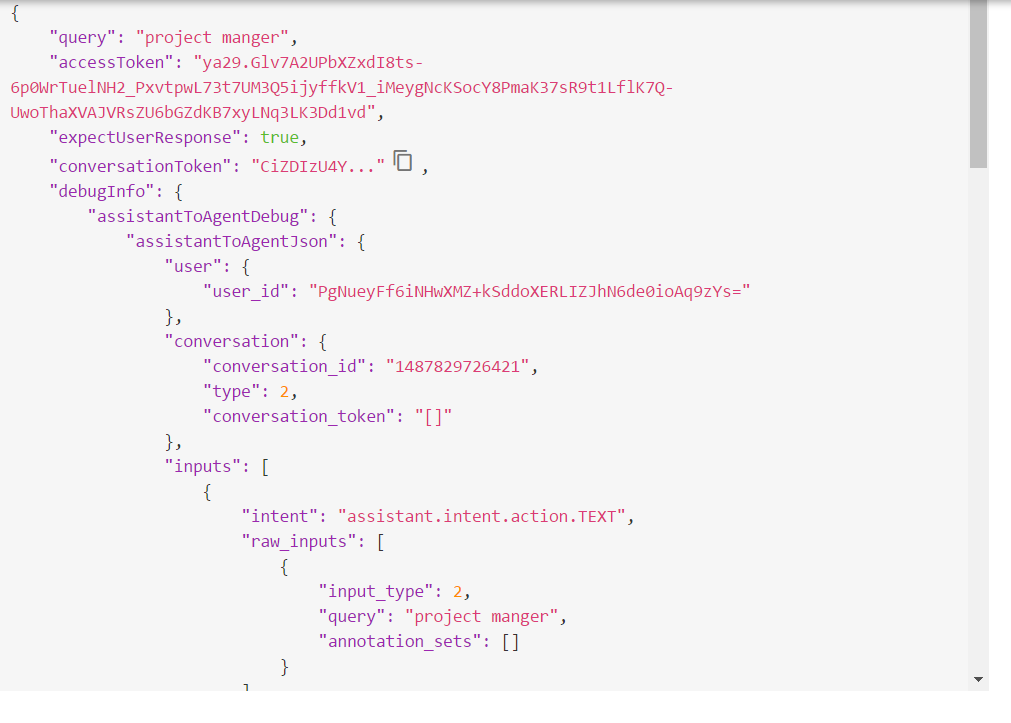 {
"query": "project manger",
"accessToken": "ya29.Glv7A2UPbXZxdI8ts-
6p0WrTuelNH2_PxvtpwL73t7UM3Q5ijyffkV1_iMeygNcKSocY8PmaK37sR9t1LflK7Q-
UwoThaXVAJVRsZU6bGZdKB7xyLNq3LK3Dd1vd",
"expectUserResponse": true,
"conversationToken": "CiZDIzU4Y..." ,
"debugInfo": {
"assistantToAgentDebug": {
"assistantToAgentJson": {
"user": {
"user_id": "PgNueyFf6iNHwXMZ+kSddoXERLIZJhN6de0ioAq9zYs="
},
"conversation": {
"conversation_id": "1487829726421",
"type": 2,
"conversation_token": "[]"
},
"inputs": [
{
"intent": "assistant.intent.action.TEXT",
"raw_inputs": [
{
"input_type": 2,
"query": "project manger",
"annotation_sets": []
}
]